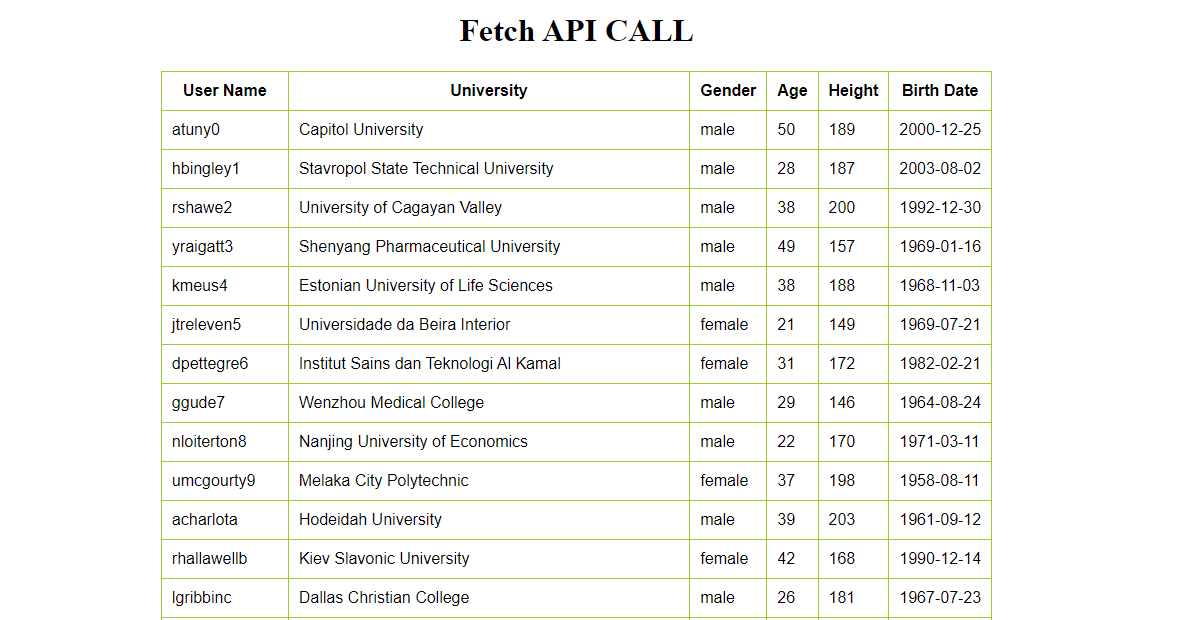 Fetch API CALL
User Name University Gender Age Height Birth Date
atuny0 Capitol University male 50 189 2000-12-25
hbingley1 Stavropol State Technical University male 28 187 2003-08-02
rshawe2 University of Cagayan Valley male 38 200 1992-12-30
yraigatt3 Shenyang Pharmaceutical University male 49 157 1969-01-16
kmeus4 Estonian University of Life Sciences male 38 188 1968-11-03
jtreleven5 Universidade da Beira Interior female 21 149 1969-07-21
dpettegre6 Institut Sains dan Teknologi Al Kamal female 31 172 1982-02-21
ggude7 Wenzhou Medical College male 29 146 1964-08-24
nloiterton8 Nanjing University of Economics male 22 170 1971-03-11
umcgourty9 Melaka City Polytechnic female 37 198 1958-08-11
acharlota Hodeidah University male 39 203 1961-09-12
rhallawellb Kiev Slavonic University female 42 168 1990-12-14
lgribbinc Dallas Christian College male 26 181 1967-07-23